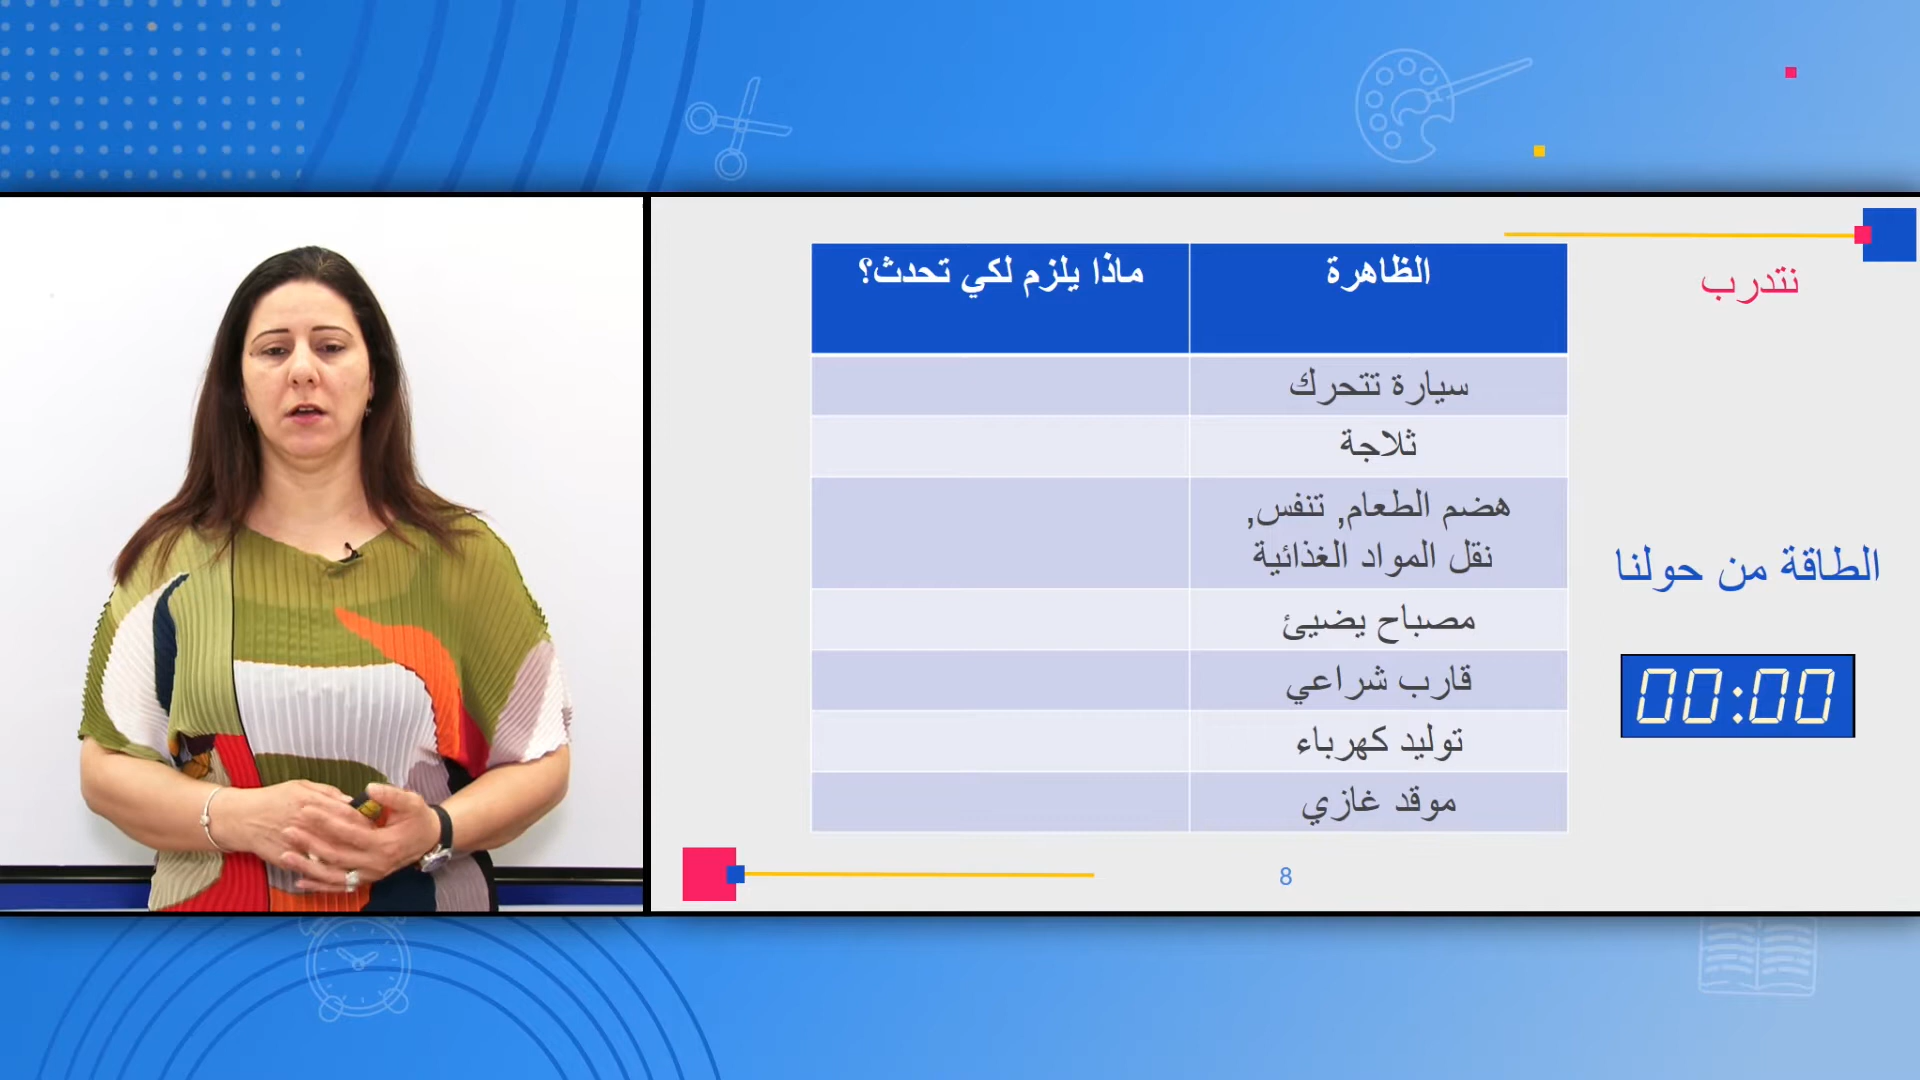 نتدرب
الظاهرة
ماذا يلزم لكي تحدث؟
سيارة تتحرك
ثلاجة
هضم الطعام, تنفس,
نقل المواد الغذائية
مصباح يضيئ
قارب شراعي
توليد كهرباء
موقد غازي
الطاقة من حولنا
00:00
8